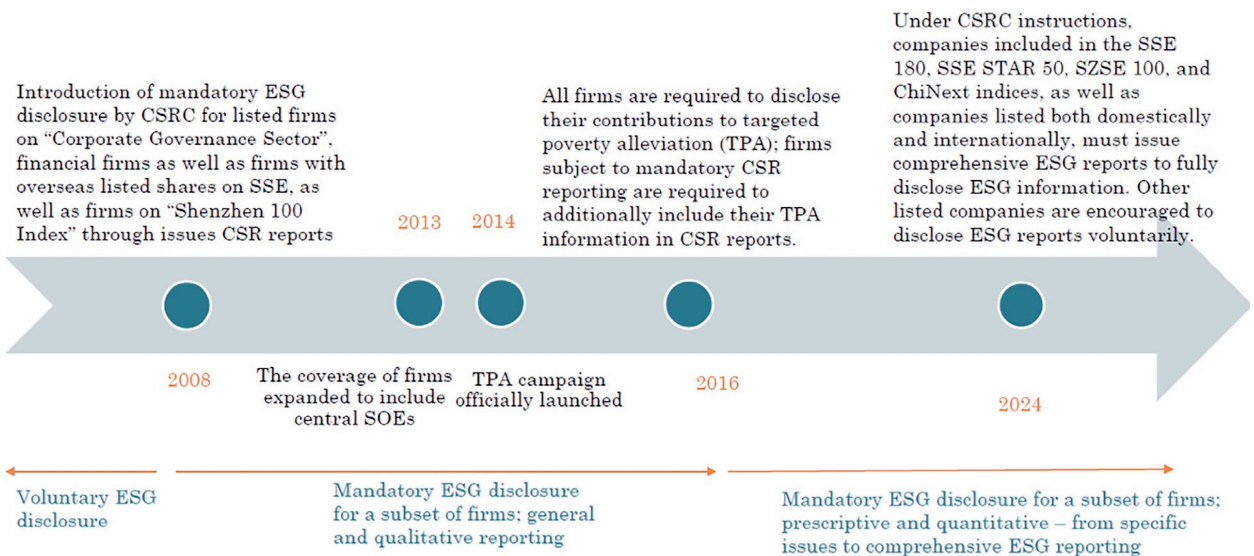 Introduction of mandatory ESG
disclosure by CSRC for listed firms
on “Corporate Governance Sector”,
financial firms as well as firms with
overseas listed shares on SSE, as
well as firms on “Shenzhen 100
Index” through issues CSR reports
2013
2014
All firms are required to disclose
their contributions to targeted
poverty alleviation (TPA); firms
subject to mandatory CSR
reporting are required to
additionally include their TPA
information in CSR reports.
Under CSRC instructions,
companies included in the SSE
180, SSE STAR 50, SZSE 100, and
ChiNext indices, as well as
companies listed both domestically
and internationally, must issue
comprehensive ESG reports to fully
disclose ESG information. Other
listed companies are encouraged to
disclose ESG reports voluntarily.
2008
The coverage of firms
expanded to include
central SOEs
TPA campaign
officially launched
2016
2024
Voluntary ESG
disclosure
Mandatory ESG disclosure
for a subset of firms; general
and qualitative reporting
Mandatory ESG disclosure for a subset of firms;
prescriptive and quantitative – from specific
issues to comprehensive ESG reporting